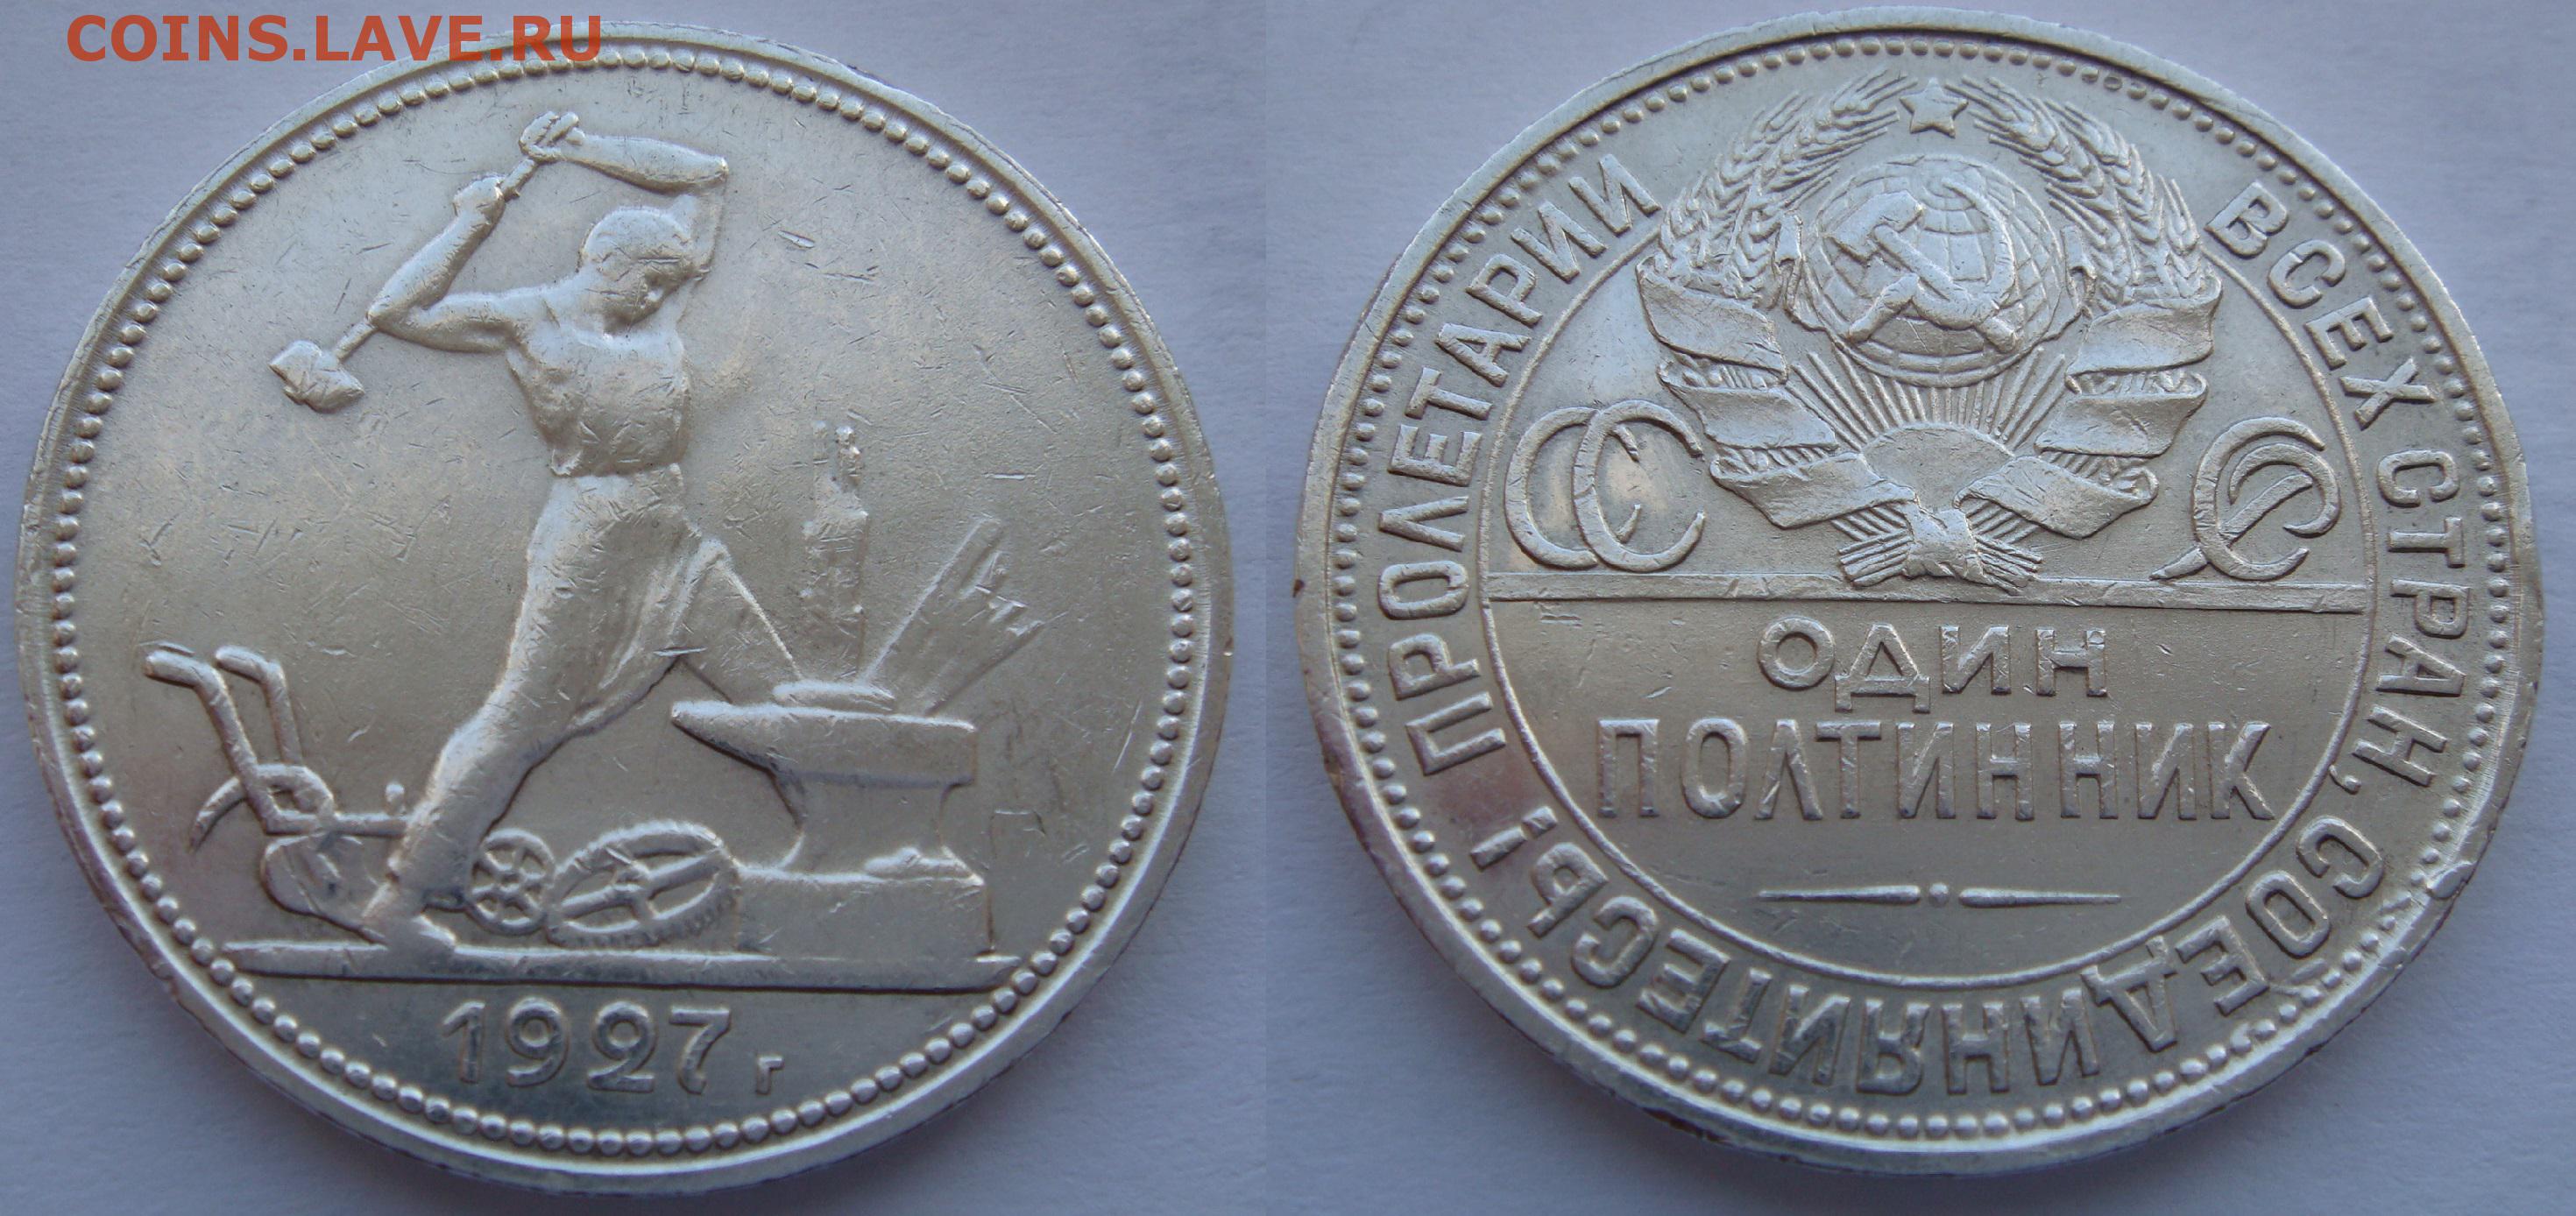 COINS.LAVE.RU
1927 г
ПРОЛЕТАРИИ ВСЕХ СТРАН, СОЕДИНЯЙТЕСЬ!
СССР
ОДИН
ПОЛТИННИК